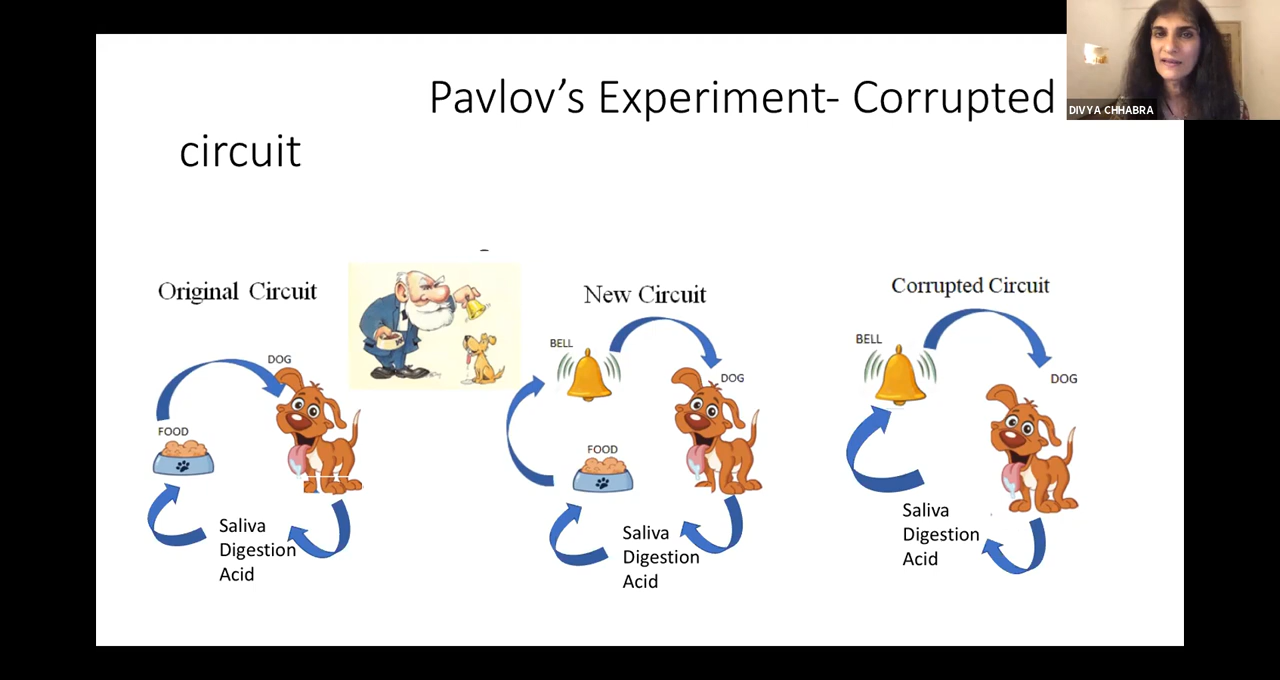 Pavlov's Experiment- Corrupted
circuit
DIVYA CHHABRA
Original Circuit
DOG
FOOD
Saliva
Digestion
Acid
New Circuit
BELL
DOG
FOOD
Saliva
Digestion
Acid
Corrupted Circuit
BELL
DOG
Saliva
Digestion
Acid